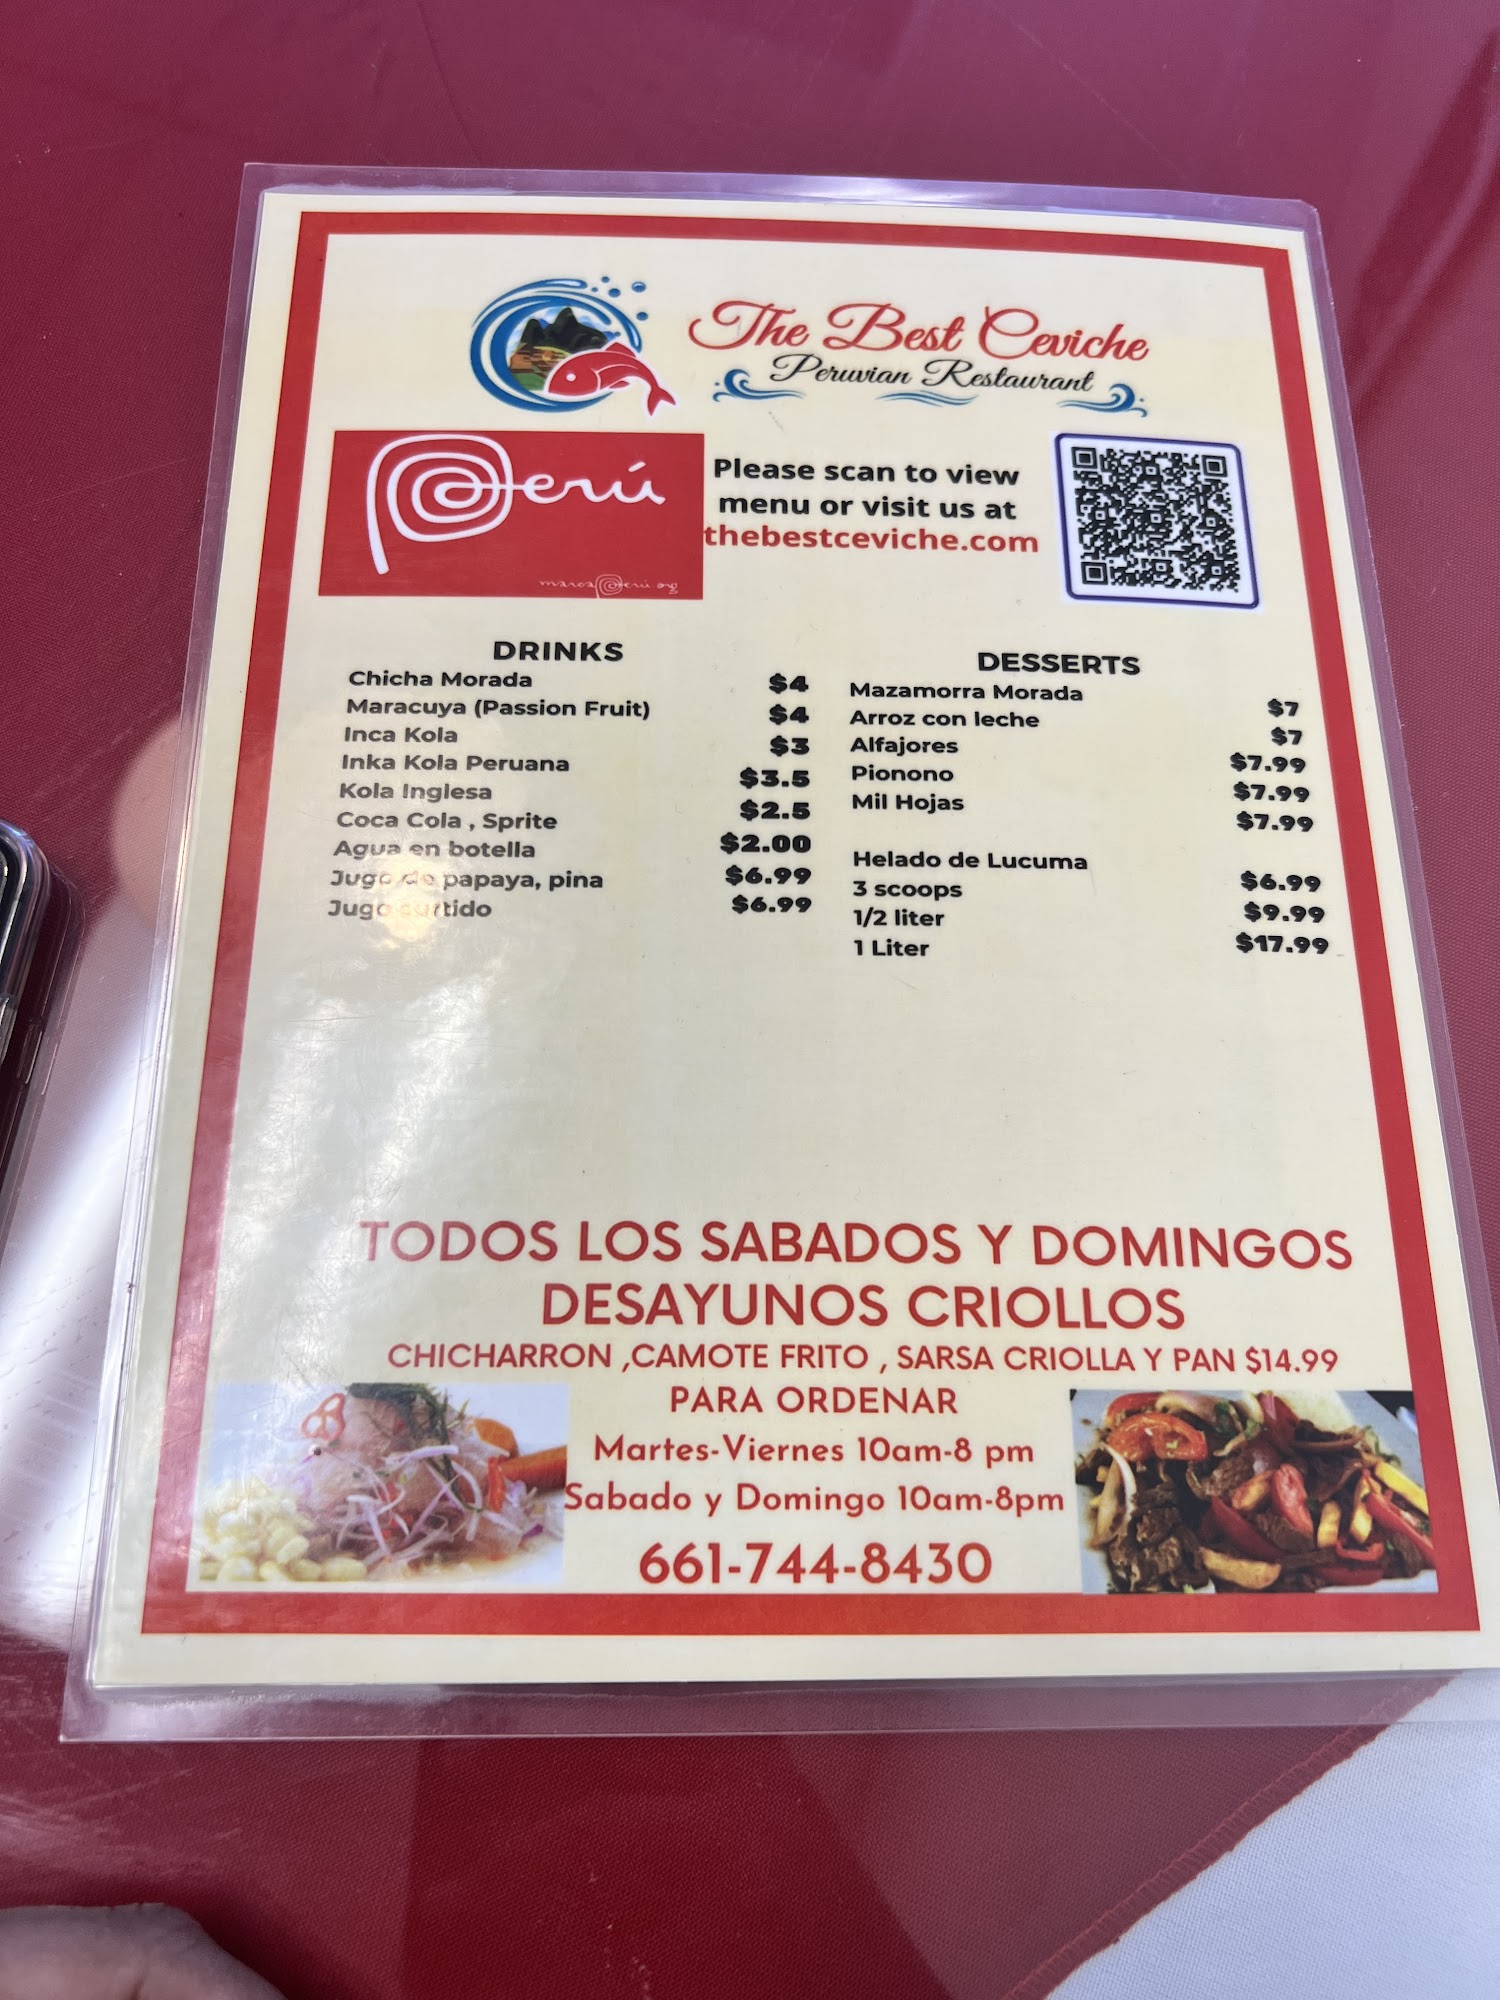 The Best Ceviche
Peruvian Restaurant
Perú
marca Perú org
Please scan to view
menu or visit us at
thebestceviche.com
DRINKS
Chicha Morada
Maracuya (Passion Fruit)
Inca Kola
Inka Kola Peruana
Kola Inglesa
Coca Cola , Sprite
Agua en botella
Jugo de papaya, pina
Jugo surtido
$4
$4
$3
$3.5
$2.5
$2.00
$6.99
$6.99
DESSERTS
Mazamorra Morada
Arroz con leche
Alfajores
Pionono
Mil Hojas
Helado de Lucuma
3 scoops
1/2 liter
1 Liter
$7
$7
$7.99
$7.99
$7.99
$6.99
$9.99
$17.99
TODOS LOS SABADOS Y DOMINGOS
DESAYUNOS CRIOLLOS
CHICHARRON ,CAMOTE FRITO , SARSA CRIOLLA Y PAN $14.99
PARA ORDENAR
Martes-Viernes 10am-8 pm
Sabado y Domingo 10am-8pm
661-744-8430